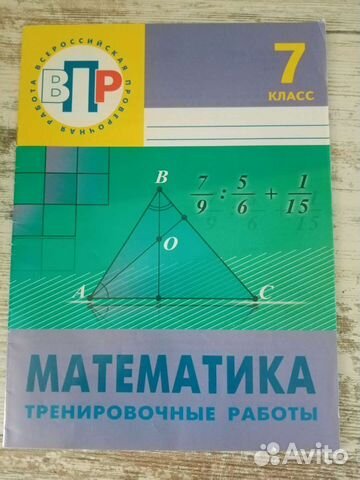 ВСЕРОССИЙСКАЯ ПРОВЕРОЧНАЯ РАБОТА
ВПР
7
КЛАСС
7/9 : 5/6 + 1/15
B
O
A
C
МАТЕМАТИКА
ТРЕНИРОВОЧНЫЕ РАБОТЫ
Avito